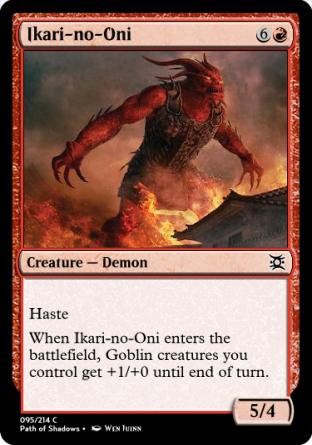 Ikari-no-Oni 6
Creature — Demon
Haste
When Ikari-no-Oni enters the
battlefield, Goblin creatures you
control get +1/+0 until end of turn.
5/4
095/214 C
Path of Shadows • Wen Juinn